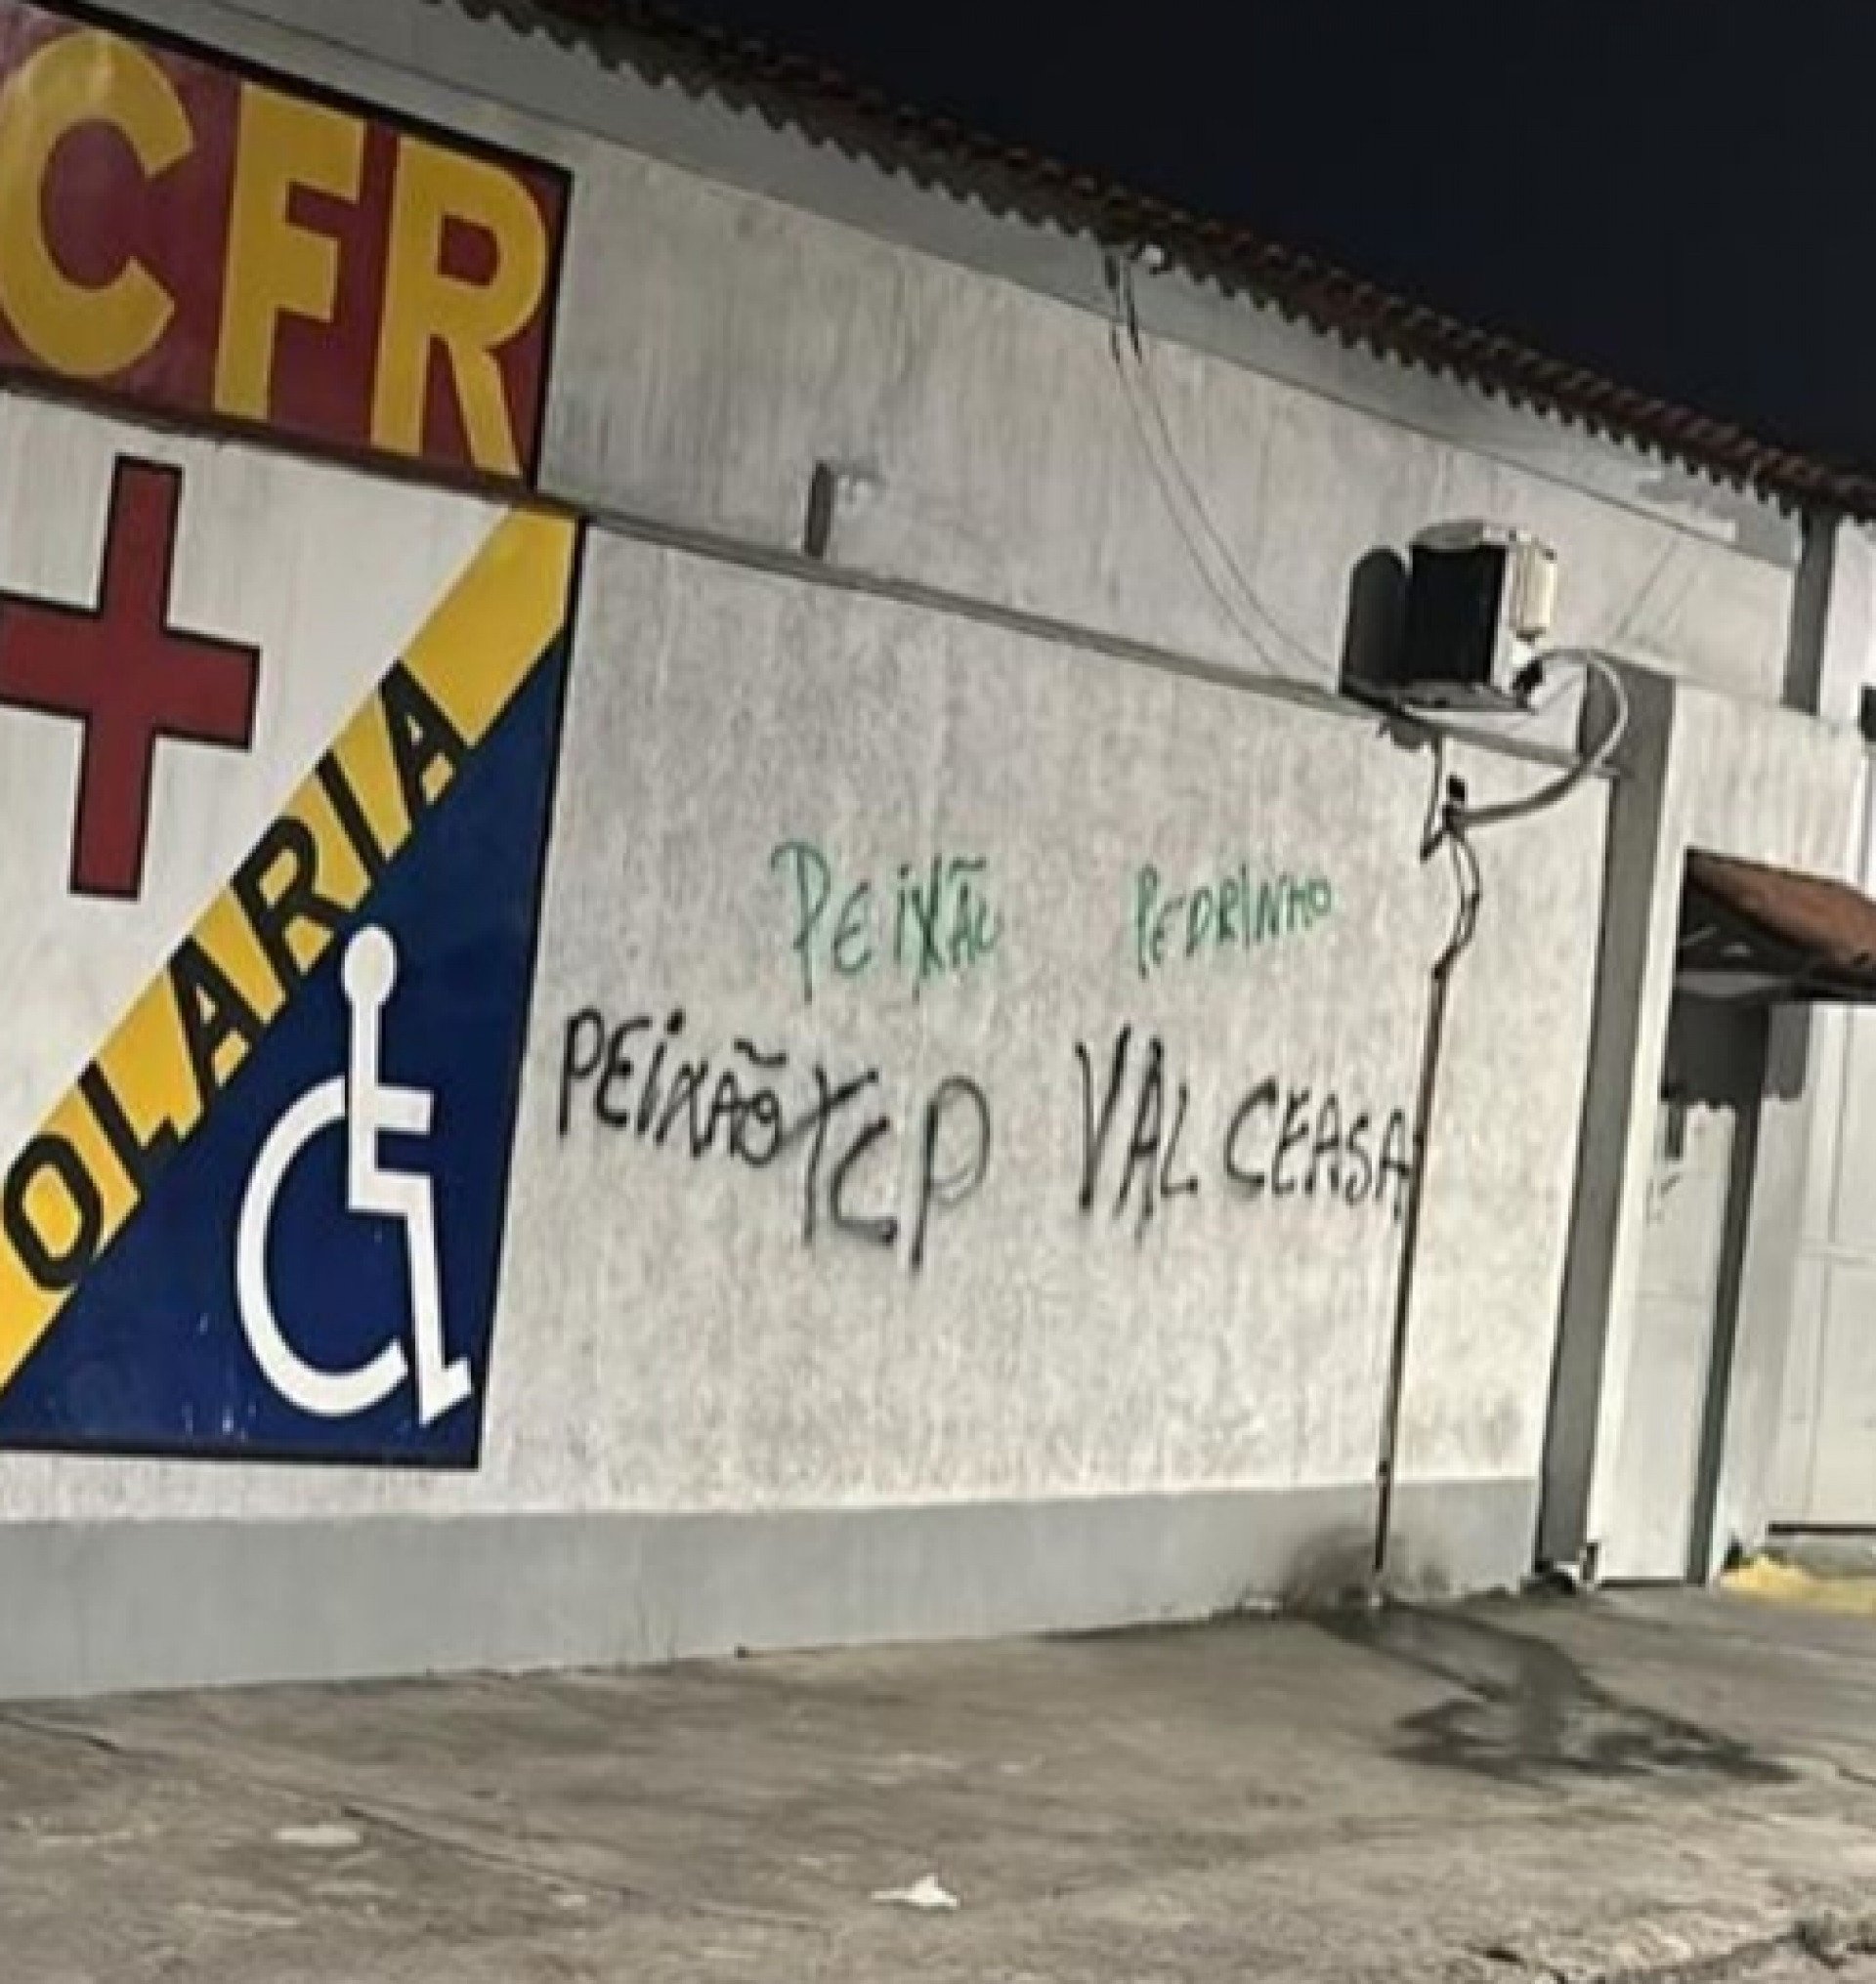 CFR
OLARIA
PEIXÃO PEDRINHO
PEIXÃO TCP VAL CEASA